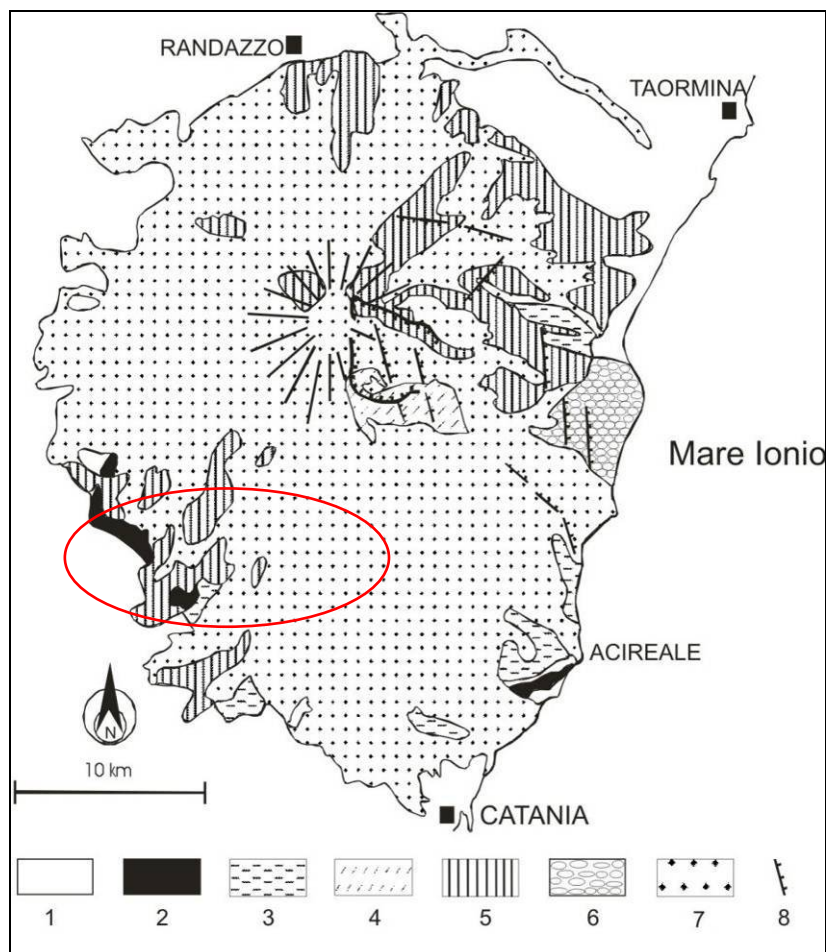 RANDAZZO
TAORMINA
Mare Ionio
ACIREALE
N
10 km
CATANIA
1 2 3 4 5 6 7 8